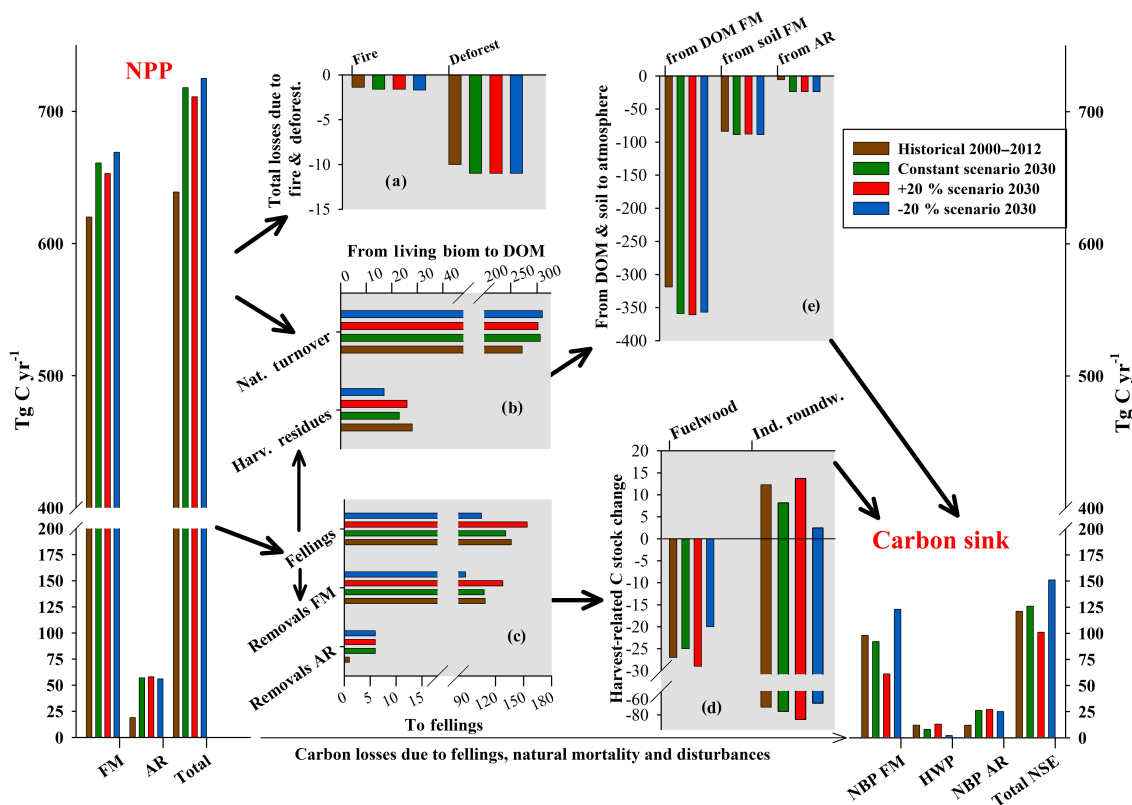 NPP
700
600
500
400
200
175
150
125
100
75
50
25
0
Tg C yr-1
FM
AR
Total
Fire
Deforest
Total losses due to
fire & deforest.
0
-5
-10
-15
(a)
From living biom to DOM
0
10
20
30
40
200
250
300
Nat. turnover
Harv. residues
(b)
Fellings
Removals FM
Removals AR
(c)
0
5
10
15
90
120
150
180
To fellings
from DOM FM
from soil FM
from AR
From DOM & soil to atmosphere
0
-50
-100
-150
-200
-250
-300
-350
-400
(e)
Fuelwood
Ind. roundw.
Harvest-related C stock change
20
15
10
5
0
-5
-10
-15
-20
-25
-30
-60
-80
(d)
Historical 2000–2012
Constant scenario 2030
+20 % scenario 2030
-20 % scenario 2030
Carbon sink
700
600
500
400
200
175
150
125
100
75
50
25
0
Tg C yr-1
NBP FM
HWP
NBP AR
Total NSE
Carbon losses due to fellings, natural mortality and disturbances